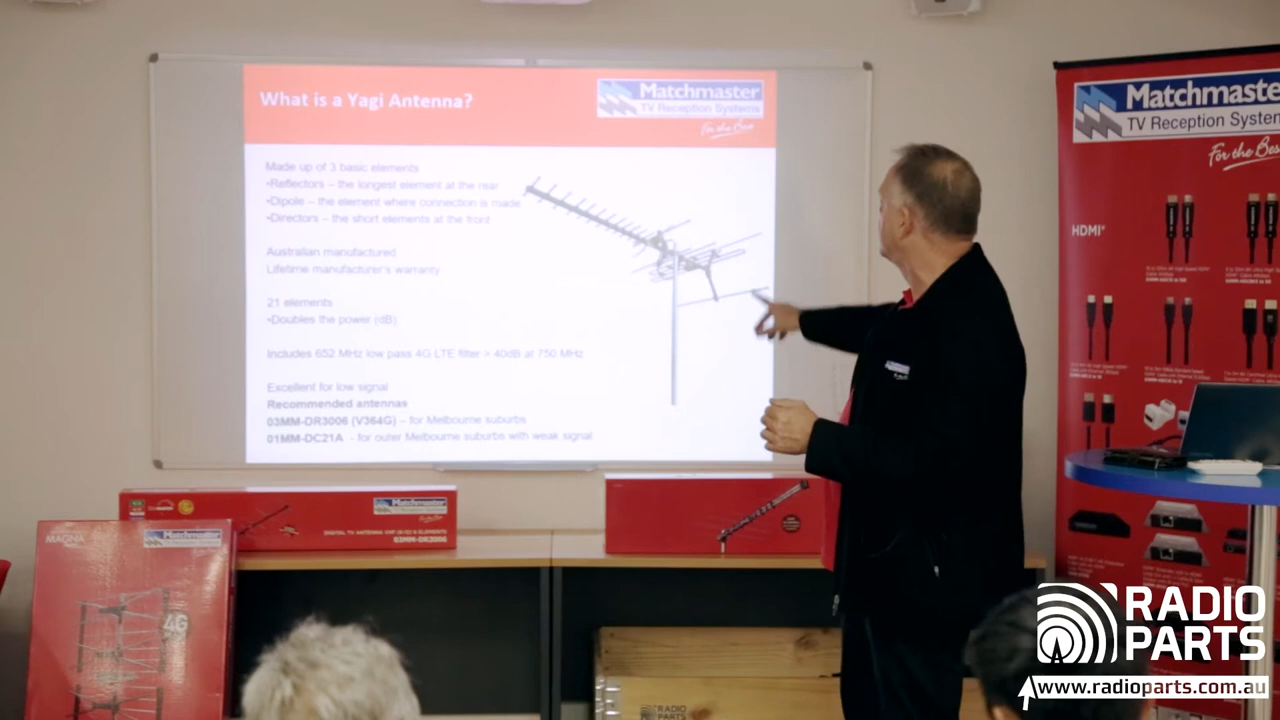 What is a Yagi Antenna?
Matchmaster
TV Reception Systems
For the Best
Made up of 3 basic elements
•Reflectors – the longest element at the rear
•Dipole – the element where connection is made
•Directors – the short elements at the front
Australian manufactured
Lifetime manufacturer's warranty
21 elements
•Doubles the power (dB)
Includes 652 MHz low pass 4G LTE filter > 40dB at 750 MHz
Excellent for low signal
Recommended antennas
03MM-DR3006 (V364G) – for Melbourne suburbs
01MM-DC21A - for outer Melbourne suburbs with weak signal
Matchmaste
TV Reception System
For the Bes
HDMI
Matchmaster
03MM-DR3006
MAGNA
Matchmaster
4G
RADIO
PARTS
RADIO
PARTS
www.radioparts.com.au